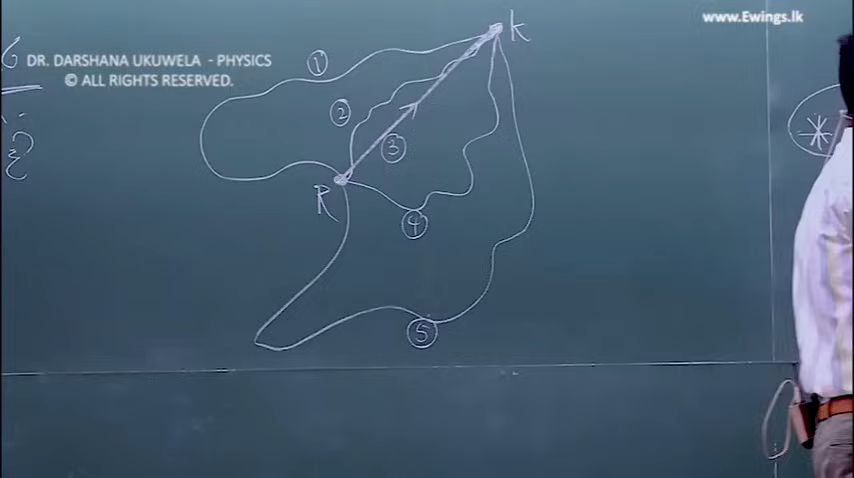 www.Ewings.lk
DR. DARSHANA UKUWELA - PHYSICS
© ALL RIGHTS RESERVED.
K
1
2
3
R
4
5